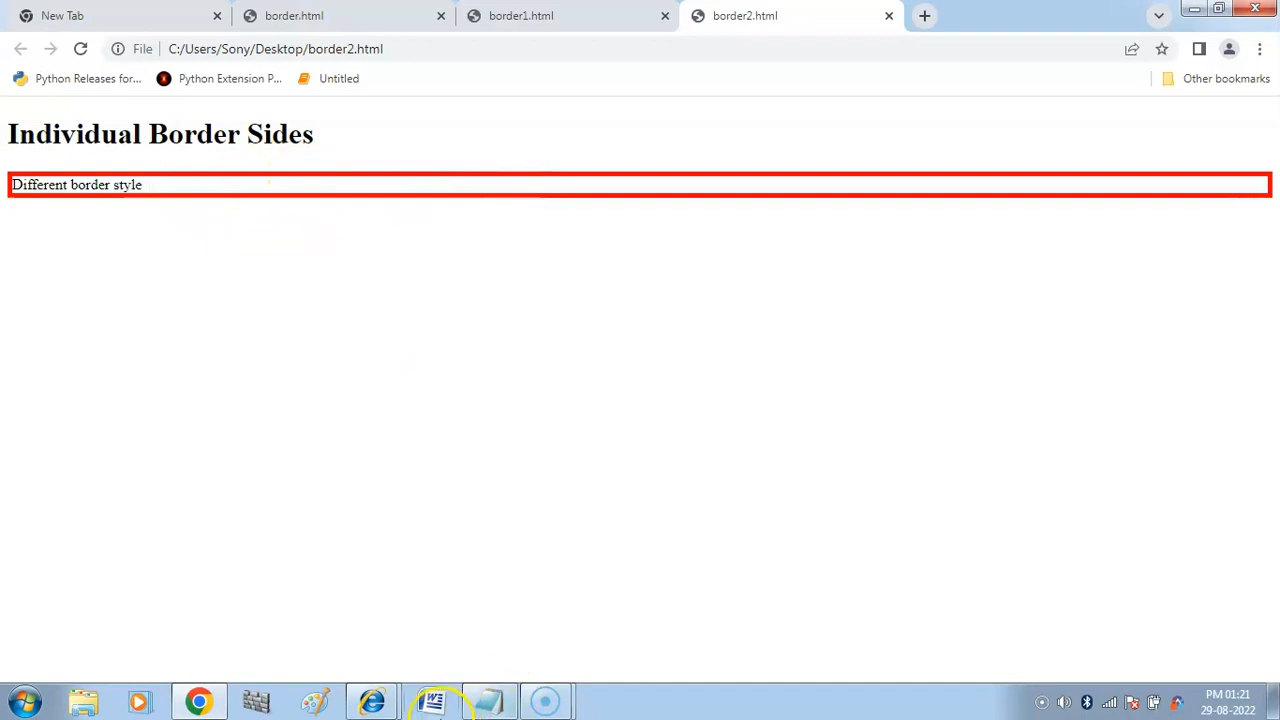 New Tab
border.html
border1.html
border2.html
File
C:/Users/Sony/Desktop/border2.html
Python Releases for...
Python Extension P...
Untitled
Other bookmarks
Individual Border Sides
Different border style
PM 01:21
29-08-2022